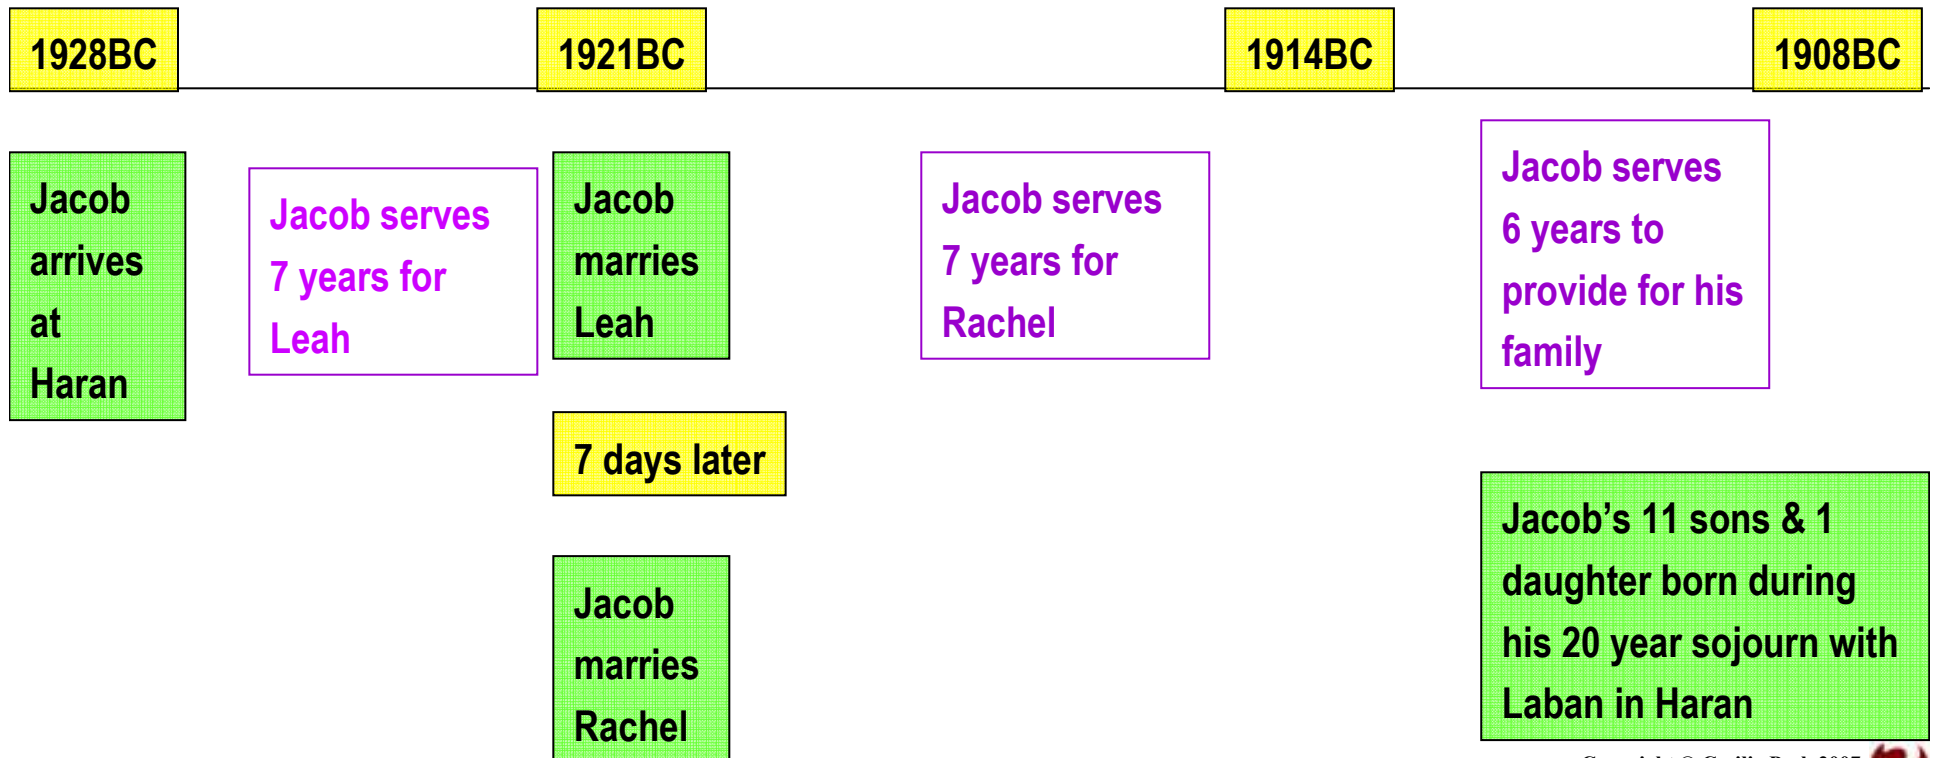 1928BC
1921BC
1914BC
1908BC
Jacob
arrives
at
Haran
Jacob serves
7 years for
Leah
Jacob
marries
Leah
7 days later
Jacob
marries
Rachel
Jacob serves
7 years for
Rachel
Jacob serves
6 years to
provide for his
family
Jacob’s 11 sons & 1
daughter born during
his 20 year sojourn with
Laban in Haran